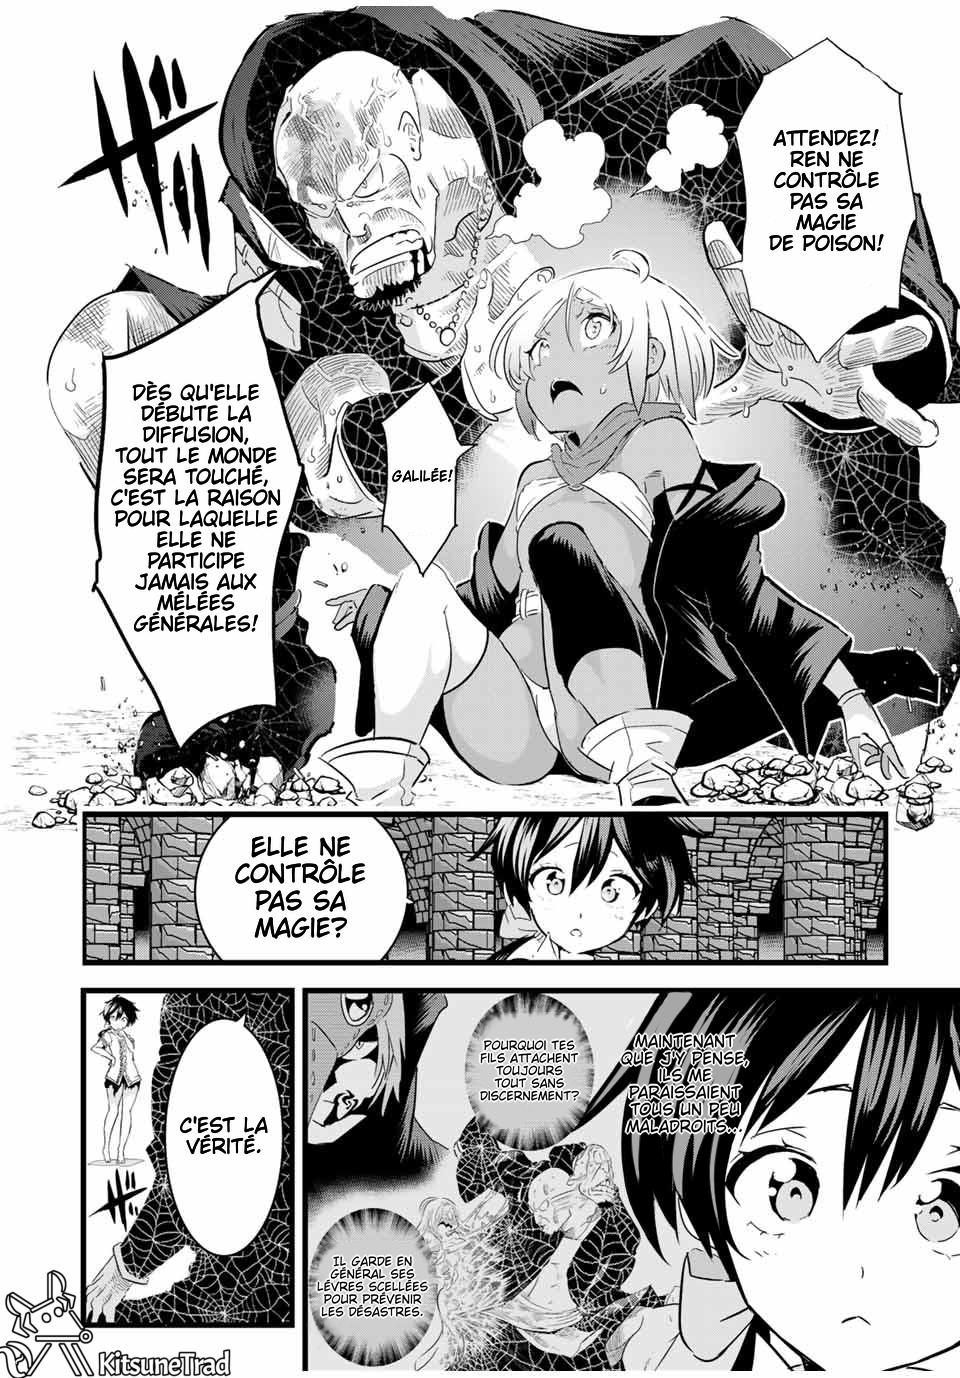 ATTENDEZ!
REN NE
CONTRÔLE
PAS SA
MAGIE
DE POISON!
GALILÉE!
DÈS QU'ELLE
DÉBUTE LA
DIFFUSION,
TOUT LE MONDE
SERA TOUCHÉ,
C'EST LA RAISON
POUR LAQUELLE
ELLE NE
PARTICIPE
JAMAIS AUX
MÉLÉES
GÉNÉRALES!
ELLE NE
CONTRÔLE
PAS SA
MAGIE?
MAINTENANT
QUE J'Y PENSE,
ILS ME
PARAISSAIENT
TOUS UN PEU
MALADROITS...
POURQUOI TES
FILS ATTACHENT
TOUJOURS
TOUT SANS
DISCERNEMENT?
IL GARDE EN
GÉNÉRAL SES
LÉVRES SCELLÉES
POUR PRÉVENIR
LES DÉSASTRES.
C'EST LA
VÉRITÉ.
KitsuneTrad